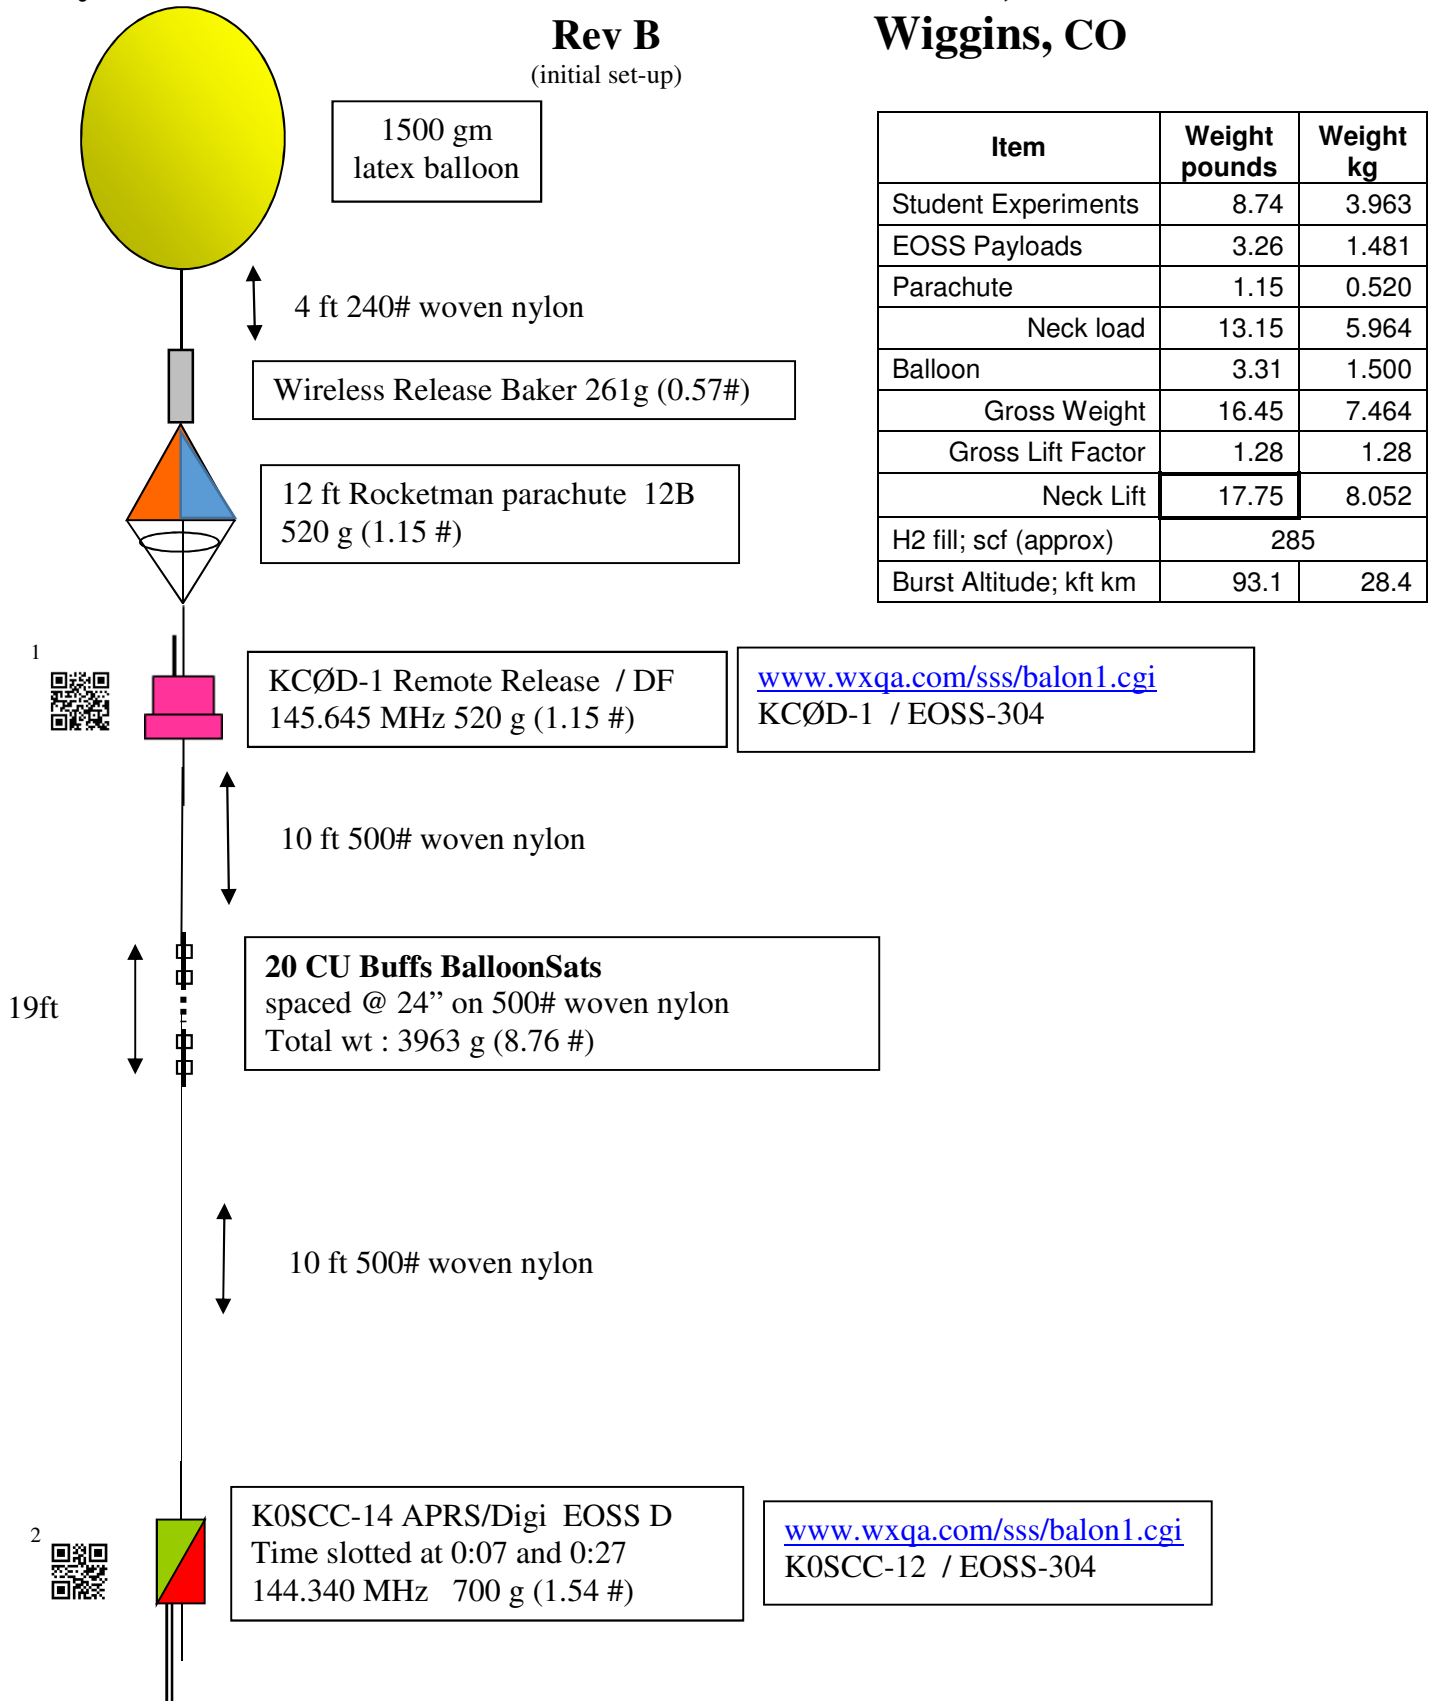 Rev B
(initial set-up)
Wiggins, CO
1500 gm
latex balloon
Item Weight pounds Weight kg
Student Experiments 8.74 3.963
EOSS Payloads 3.26 1.481
Parachute 1.15 0.520
Neck load 13.15 5.964
Balloon 3.31 1.500
Gross Weight 16.45 7.464
Gross Lift Factor 1.28 1.28
Neck Lift 17.75 8.052
H2 fill; scf (approx) 285
Burst Altitude; kft km 93.1 28.4
4 ft 240# woven nylon
Wireless Release Baker 261g (0.57#)
12 ft Rocketman parachute 12B
520 g (1.15 #)
1
KCØD-1 Remote Release / DF
145.645 MHz 520 g (1.15 #)
www.wxqa.com/sss/balon1.cgi
KCØD-1 / EOSS-304
10 ft 500# woven nylon
19ft
20 CU Buffs BalloonSats
spaced @ 24” on 500# woven nylon
Total wt : 3963 g (8.76 #)
10 ft 500# woven nylon
2
K0SCC-14 APRS/Digi EOSS D
Time slotted at 0:07 and 0:27
144.340 MHz 700 g (1.54 #)
www.wxqa.com/sss/balon1.cgi
K0SCC-12 / EOSS-304